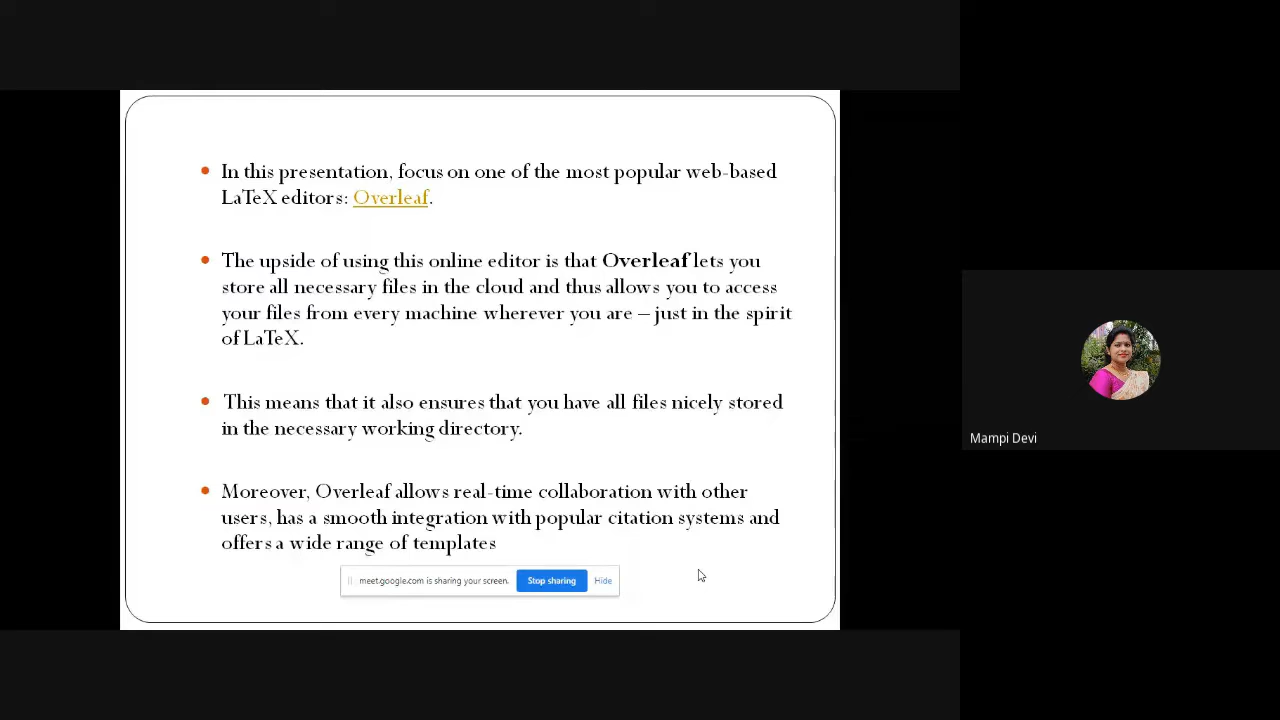 In this presentation, focus on one of the most popular web-based
LaTeX editors: Overleaf.
The upside of using this online editor is that Overleaf lets you
store all necessary files in the cloud and thus allows you to access
your files from every machine wherever you are – just in the spirit
of LaTeX.
This means that it also ensures that you have all files nicely stored
in the necessary working directory.
Moreover, Overleaf allows real-time collaboration with other
users, has a smooth integration with popular citation systems and
offers a wide range of templates
meet.google.com is sharing your screen. Stop sharing Hide
Mampi Devi